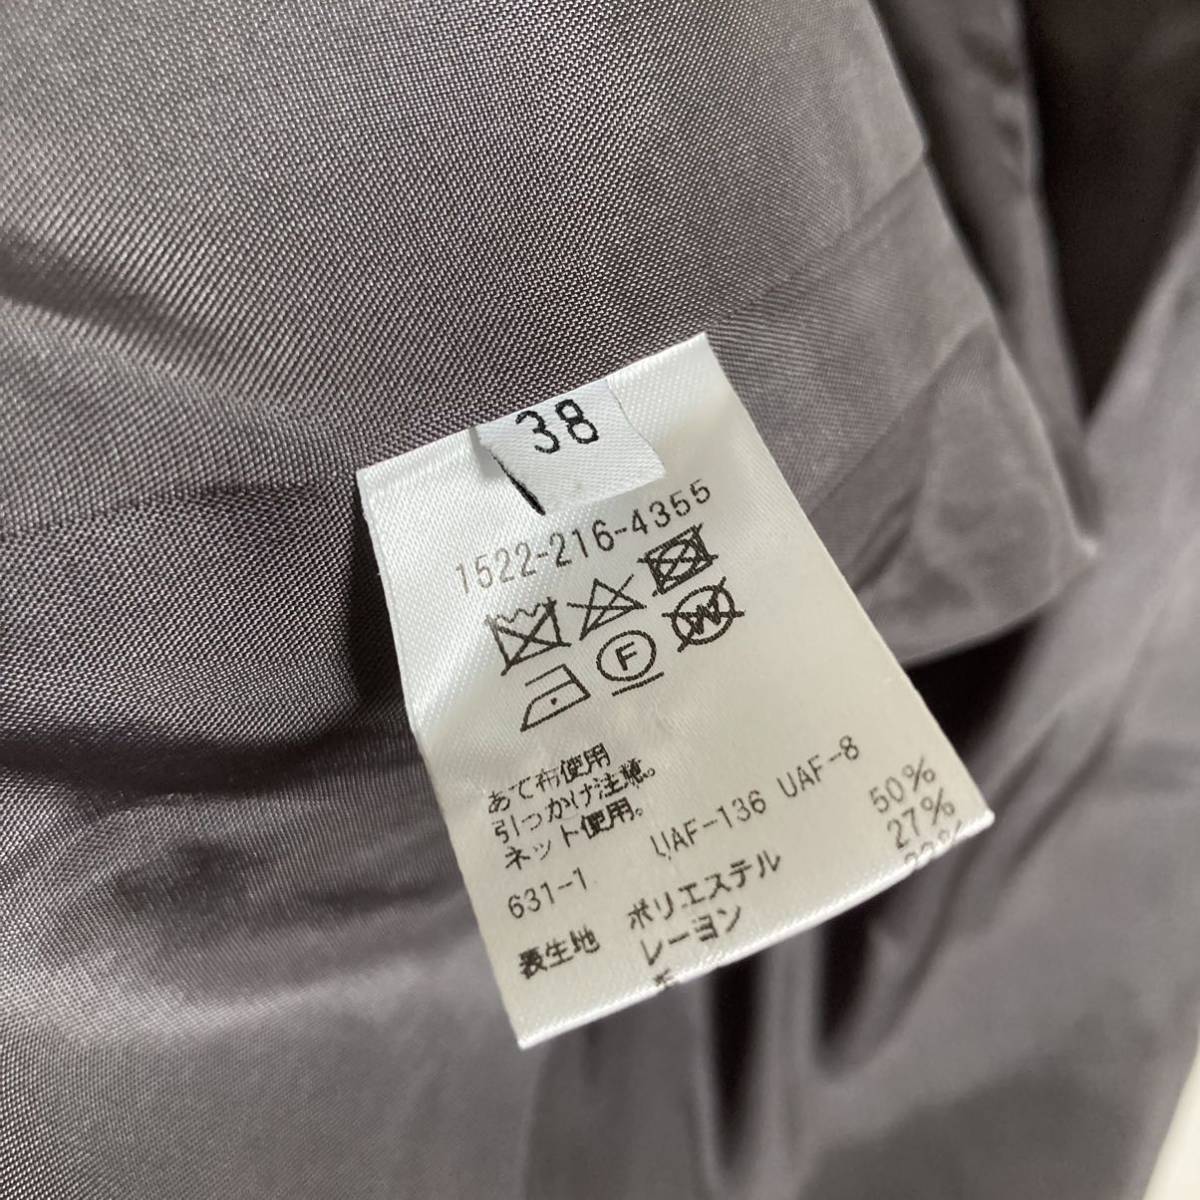 38
1522-216-4355
F
W
あて布使用
引っかけ注意。
ネット使用。
631-1 UAF-136 UAF-8
表生地 ポリエステル 50%
レーヨン 27%